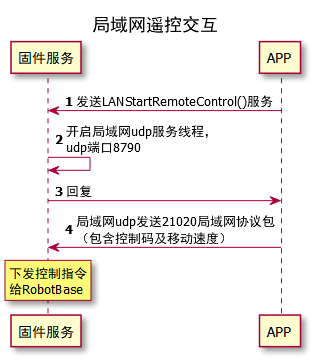 局域网遥控交互
固件服务
APP
1 发送LANStartRemoteControl()服务
2 开启局域网udp服务线程，
udp端口8790
3 回复
4 局域网udp发送21020局域网协议包
（包含控制码及移动速度）
下发控制指令
给RobotBase
固件服务
APP